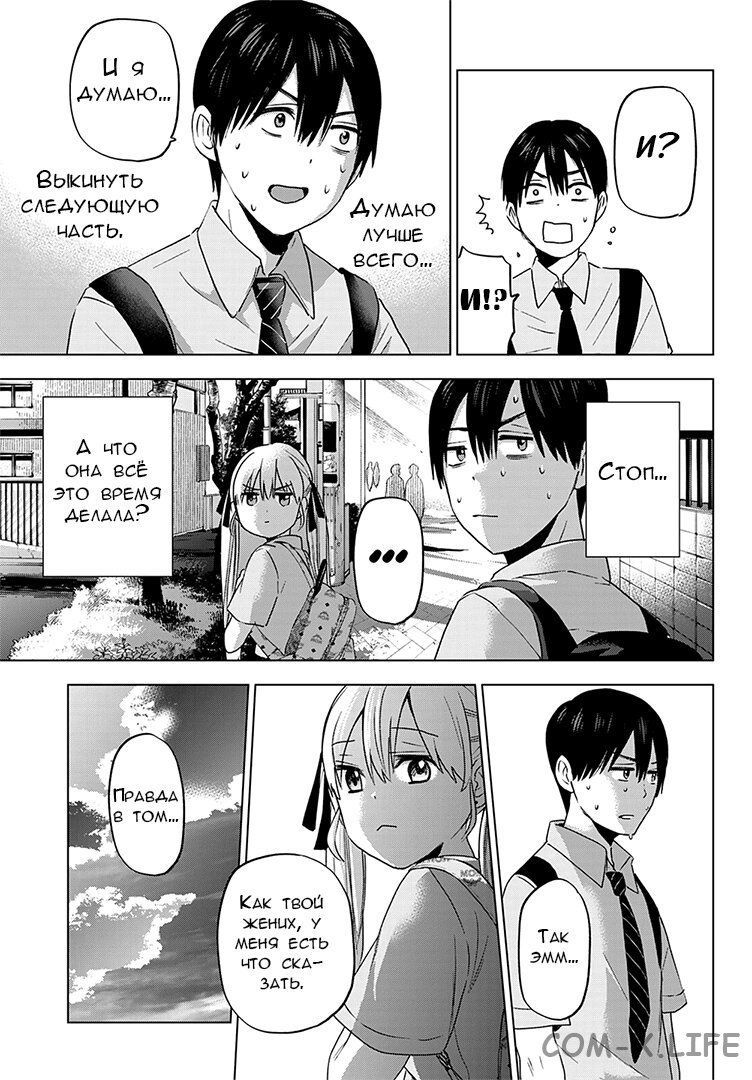 И?
И!?
И я
думаю...
Думаю
лучше
всего...
Выкинуть
следующую
часть.
Стоп...
...
А что
она всё
это время
делала?
Так
эмм...
Как твой
жених, у
меня есть
что ска-
зать.
Правда
в том...
COM-X.LIFE